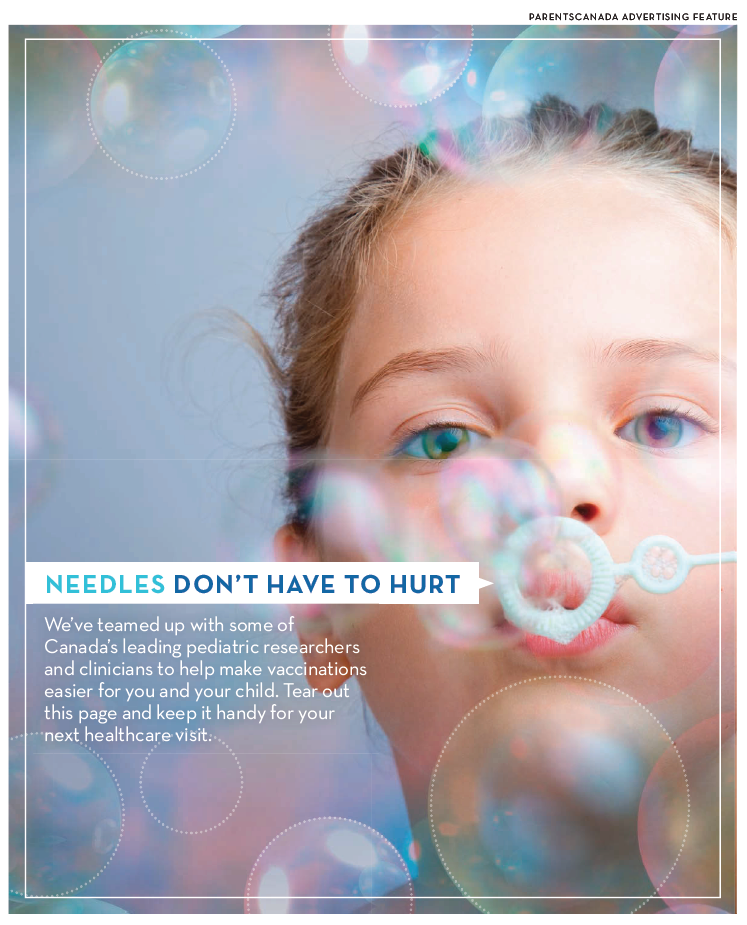 PARENTSCANADA ADVERTISING FEATURE
NEEDLES DON'T HAVE TO HURT
We've teamed up with some of
Canada's leading pediatric researchers
and clinicians to help make vaccinations
easier for you and your child. Tear out
this page and keep it handy for your
next healthcare visit.